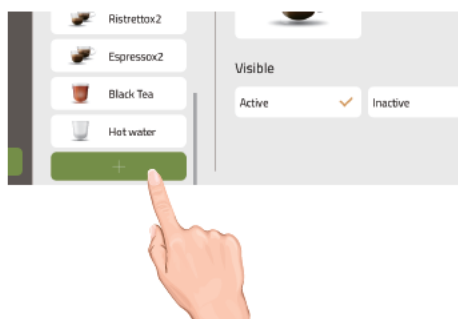 Ristrettox2
Espressox2
Visible
Black Tea
Active
Inactive
Hot water
+